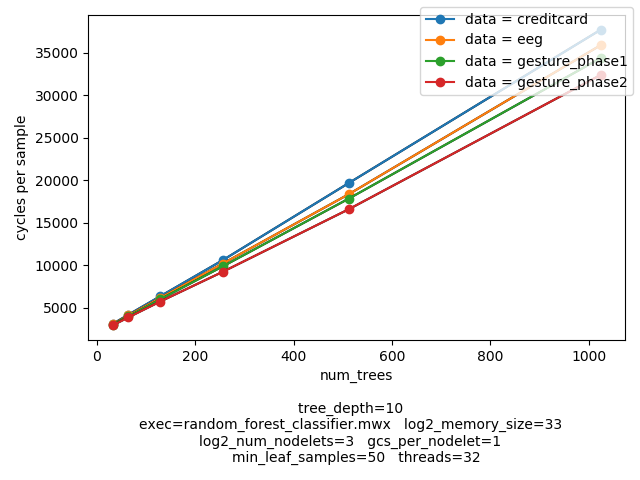 data = creditcard
data = eeg
data = gesture_phase1
data = gesture_phase2
cycles per sample
35000
30000
25000
20000
15000
10000
5000
0 200 400 600 800 1000
num_trees
tree_depth=10
exec=random_forest_classifier.mwx log2_memory_size=33
log2_num_nodelets=3 gcs_per_nodelet=1
min_leaf_samples=50 threads=32